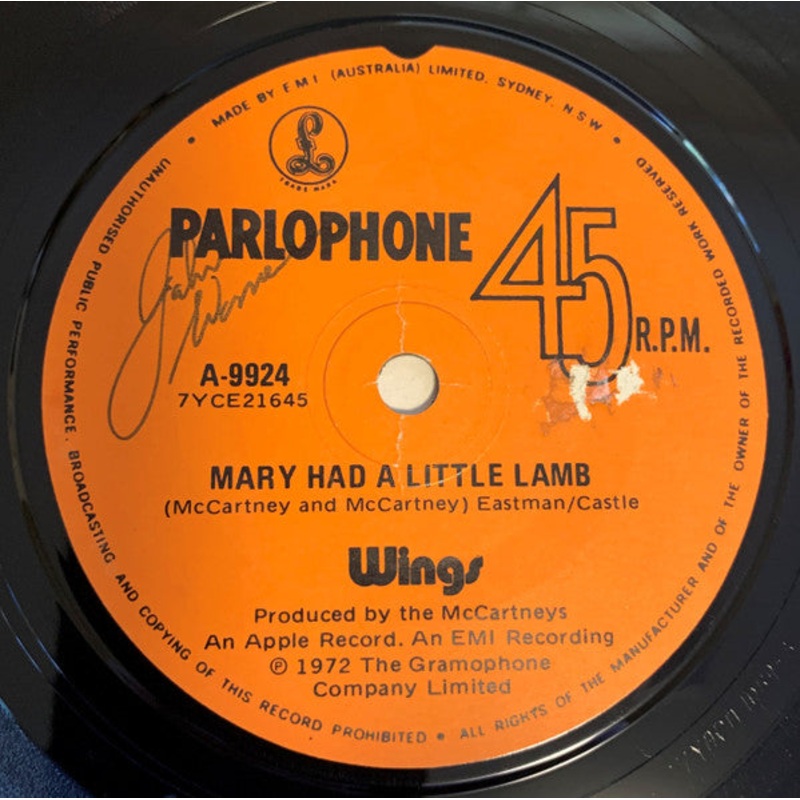 • MADE BY E M I (AUSTRALIA) LIMITED, SYDNEY, N.S.W •
TRADE MARK
PARLOPHONE
45
R.P.M.
John
A-9924
7YCE21645
MARY HAD A LITTLE LAMB
(McCartney and McCartney) Eastman/Castle
Wings
Produced by the McCartneys
An Apple Record. An EMI Recording
℗ 1972 The Gramophone
Company Limited
UNAUTHORISED PUBLIC PERFORMANCE. BROADCASTING AND COPYING OF THIS RECORD PROHIBITED • ALL RIGHTS OF THE MANUFACTURER AND OF THE OWNER OF THE RECORDED WORK RESERVED